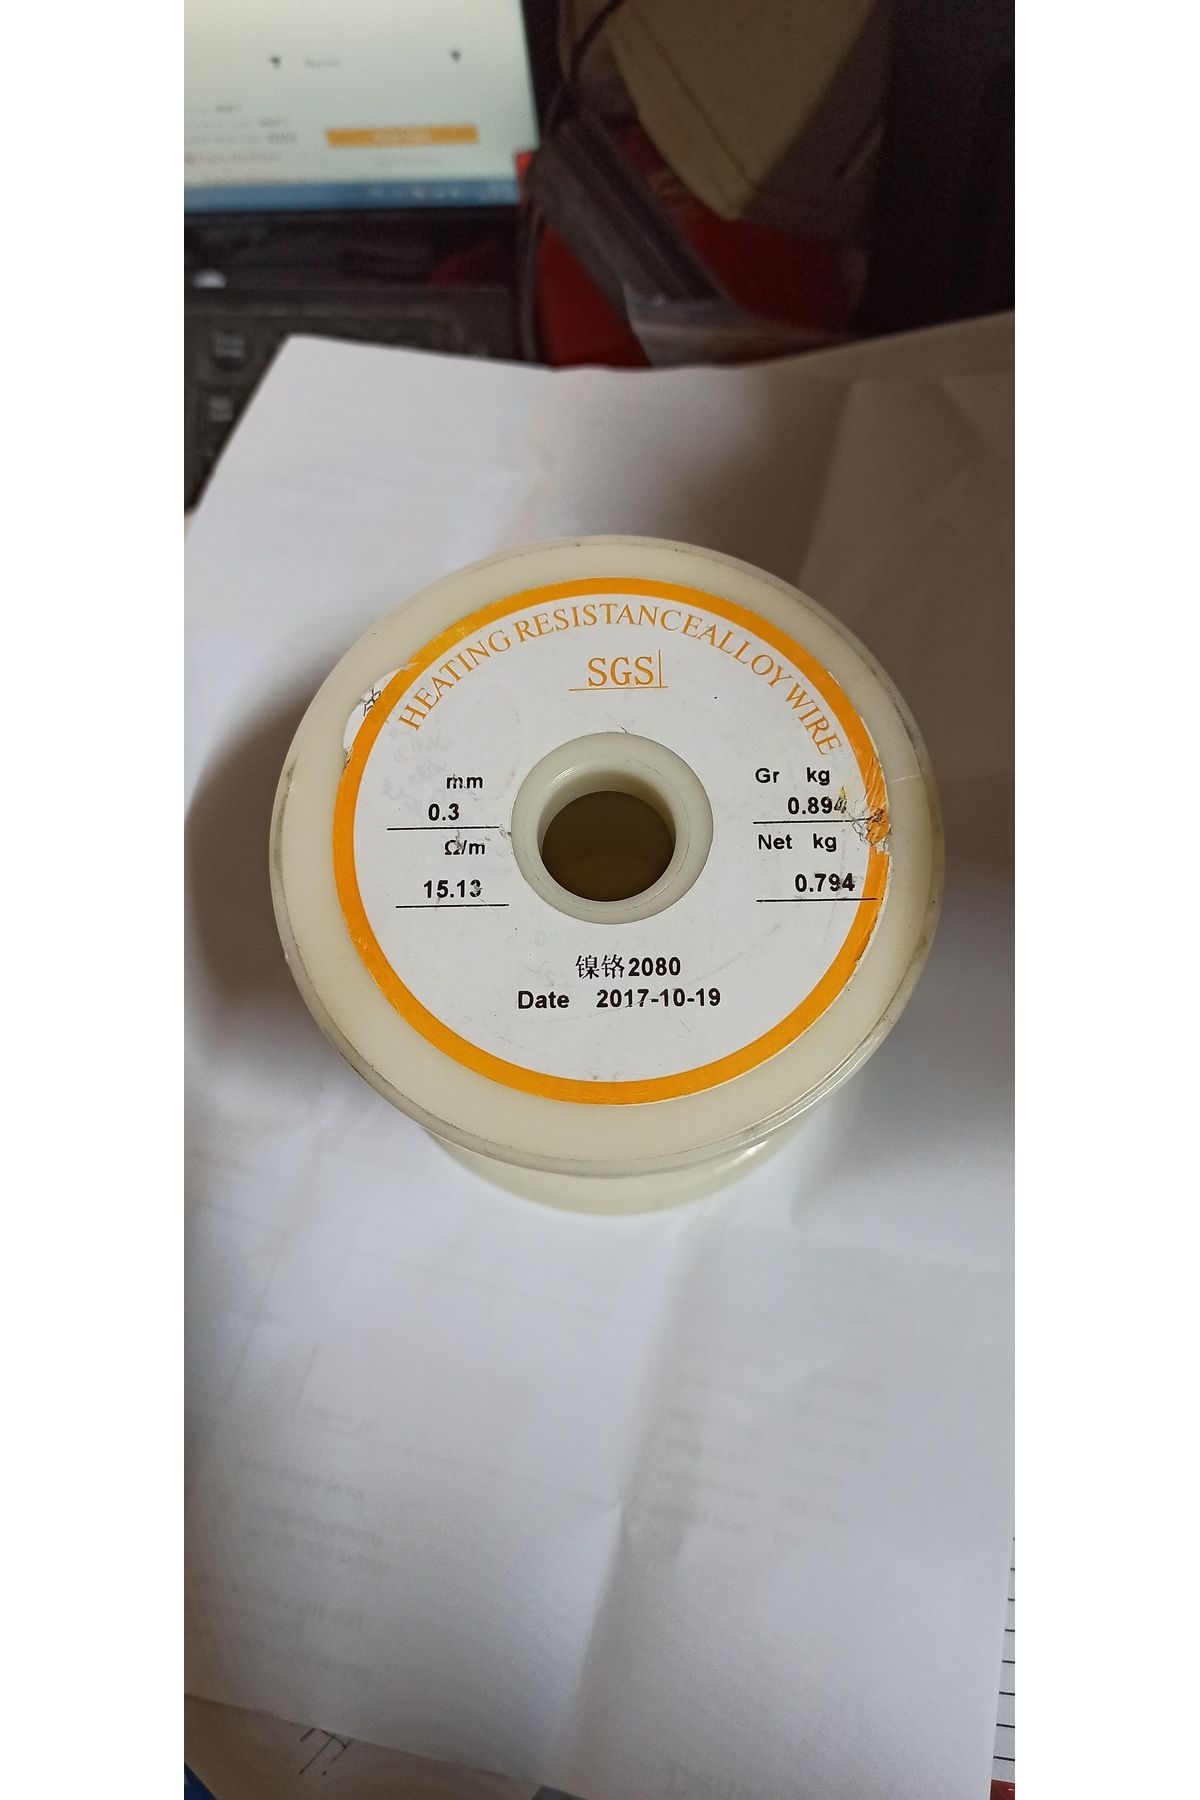 HEATING RESISTANCEALLOY WIRE
SGS
mm
0.3
Ω/m
15.13
Gr kg
0.894
Net kg
0.794
镍铬2080
Date 2017-10-19